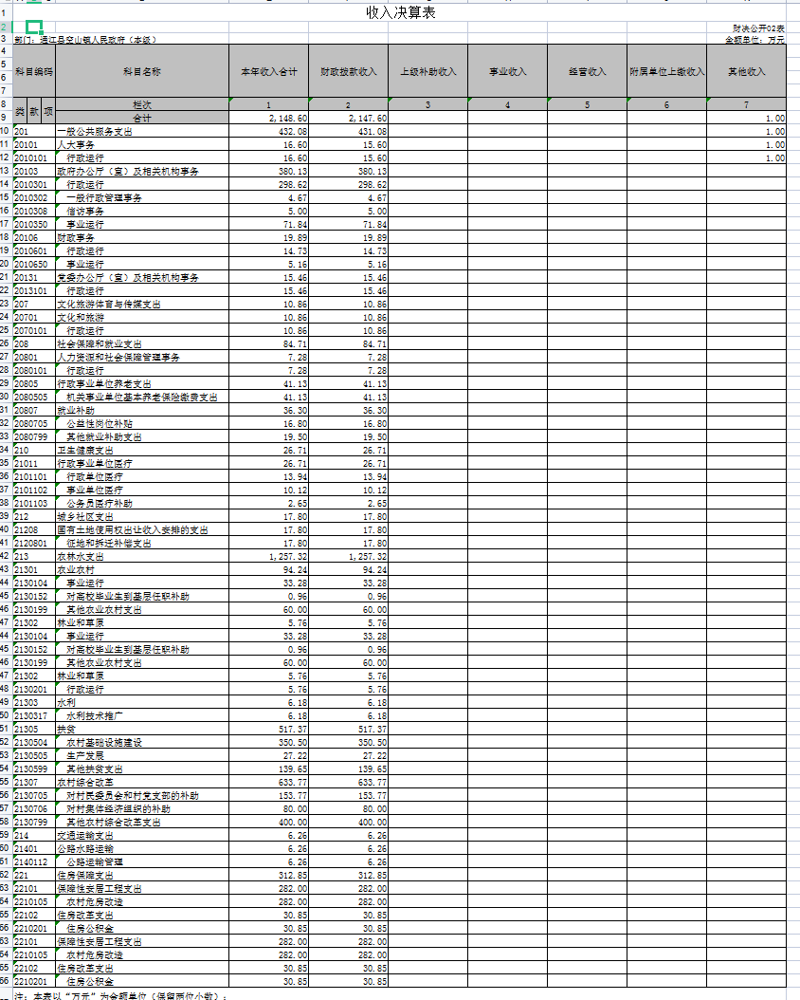 收入决算表
财决公开02表
部门：通江县空山镇人民政府（本级） 金额单位：万元
科目编码 科目名称 本年收入合计 财政拨款收入 上级补助收入 事业收入 经营收入 附属单位上缴收入 其他收入
类 款 项 栏次 1 2 3 4 5 6 7
合计 2,148.60 2,147.60 1.00
201 一般公共服务支出 432.08 431.08 1.00
20101 人大事务 16.60 15.60 1.00
2010101 行政运行 16.60 15.60 1.00
20103 政府办公厅（室）及相关机构事务 380.13 380.13
2010301 行政运行 298.62 298.62
2010302 一般行政管理事务 4.67 4.67
2010308 信访事务 5.00 5.00
2010350 事业运行 71.84 71.84
20106 财政事务 19.89 19.89
2010601 行政运行 14.73 14.73
2010650 事业运行 5.16 5.16
20131 党委办公厅（室）及相关机构事务 15.46 15.46
2013101 行政运行 15.46 15.46
207 文化旅游体育与传媒支出 10.86 10.86
20701 文化和旅游 10.86 10.86
2070101 行政运行 10.86 10.86
208 社会保障和就业支出 84.71 84.71
20801 人力资源和社会保障管理事务 7.28 7.28
2080101 行政运行 7.28 7.28
20805 行政事业单位养老支出 41.13 41.13
2080505 机关事业单位基本养老保险缴费支出 41.13 41.13
20807 就业补助 36.30 36.30
2080705 公益性岗位补贴 16.80 16.80
2080799 其他就业补助支出 19.50 19.50
210 卫生健康支出 26.71 26.71
21011 行政事业单位医疗 26.71 26.71
2101101 行政单位医疗 13.94 13.94
2101102 事业单位医疗 10.12 10.12
2101103 公务员医疗补助 2.65 2.65
212 城乡社区支出 17.80 17.80
21208 国有土地使用权出让收入安排的支出 17.80 17.80
2120801 征地和拆迁补偿支出 17.80 17.80
213 农林水支出 1,257.32 1,257.32
21301 农业农村 94.24 94.24
2130104 事业运行 33.28 33.28
2130152 对高校毕业生到基层任职补助 0.96 0.96
2130199 其他农业农村支出 60.00 60.00
21302 林业和草原 5.76 5.76
2130104 事业运行 33.28 33.28
2130152 对高校毕业生到基层任职补助 0.96 0.96
2130199 其他农业农村支出 60.00 60.00
21302 林业和草原 5.76 5.76
2130201 行政运行 5.76 5.76
21303 水利 6.18 6.18
2130317 水利技术推广 6.18 6.18
21305 扶贫 517.37 517.37
2130504 农村基础设施建设 350.50 350.50
2130505 生产发展 27.22 27.22
2130599 其他扶贫支出 139.65 139.65
21307 农村综合改革 633.77 633.77
2130705 对村民委员会和村党支部的补助 153.77 153.77
2130706 对村集体经济组织的补助 80.00 80.00
2130799 其他农村综合改革支出 400.00 400.00
214 交通运输支出 6.26 6.26
21401 公路水路运输 6.26 6.26
2140112 公路运输管理 6.26 6.26
221 住房保障支出 312.85 312.85
22101 保障性安居工程支出 282.00 282.00
2210105 农村危房改造 282.00 282.00
22102 住房改革支出 30.85 30.85
2210201 住房公积金 30.85 30.85
22101 保障性安居工程支出 282.00 282.00
2210105 农村危房改造 282.00 282.00
22102 住房改革支出 30.85 30.85
2210201 住房公积金 30.85 30.85
注：本表以“万元”为金额单位（保留两位小数）；